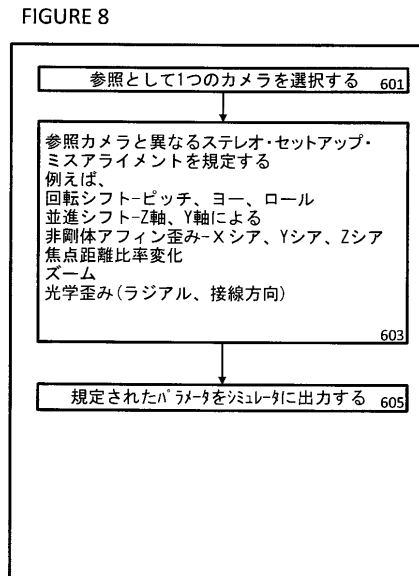 FIGURE 8
参照として1つのカメラを選択する 601
参照カメラと異なるステレオ・セットアップ・
ミスアライメントを規定する
例えば、
回転シフト-ピッチ、ヨー、ロール
並進シフト-Z軸、Y軸による
非剛体アフィン歪み-Xシア、Yシア、Zシア
焦点距離比率変化
ズーム
光学歪み(ラジアル、接線方向)
603
規定されたﾊﾟﾗﾒｰﾀをｼﾐｭﾚｰﾀに出力する 605